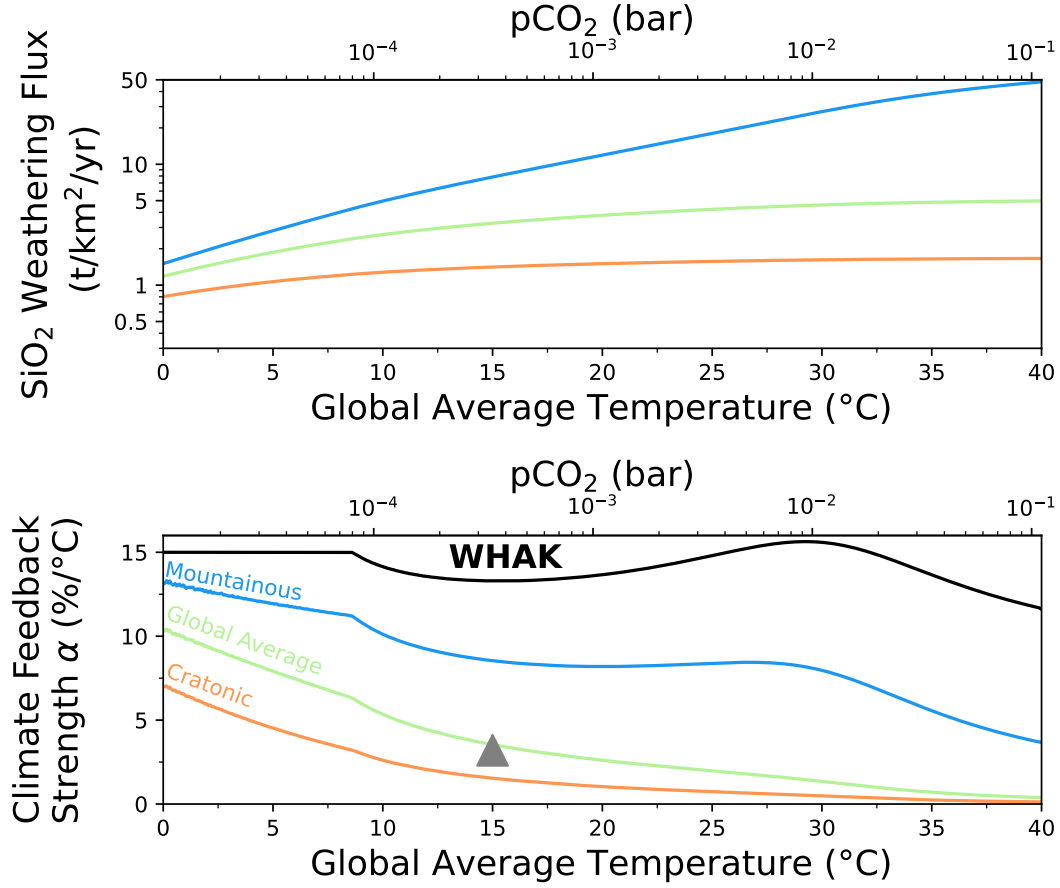 pCO₂ (bar)
10⁻⁴ 10⁻³ 10⁻² 10⁻¹
SiO₂ Weathering Flux
(t/km²/yr)
50
10
5
1
0.5
0 5 10 15 20 25 30 35 40
Global Average Temperature (°C)
pCO₂ (bar)
10⁻⁴ 10⁻³ 10⁻² 10⁻¹
Climate Feedback
Strength α (%/°C)
15
10
5
0
WHAK
Mountainous
Global Average
Cratonic
0 5 10 15 20 25 30 35 40
Global Average Temperature (°C)